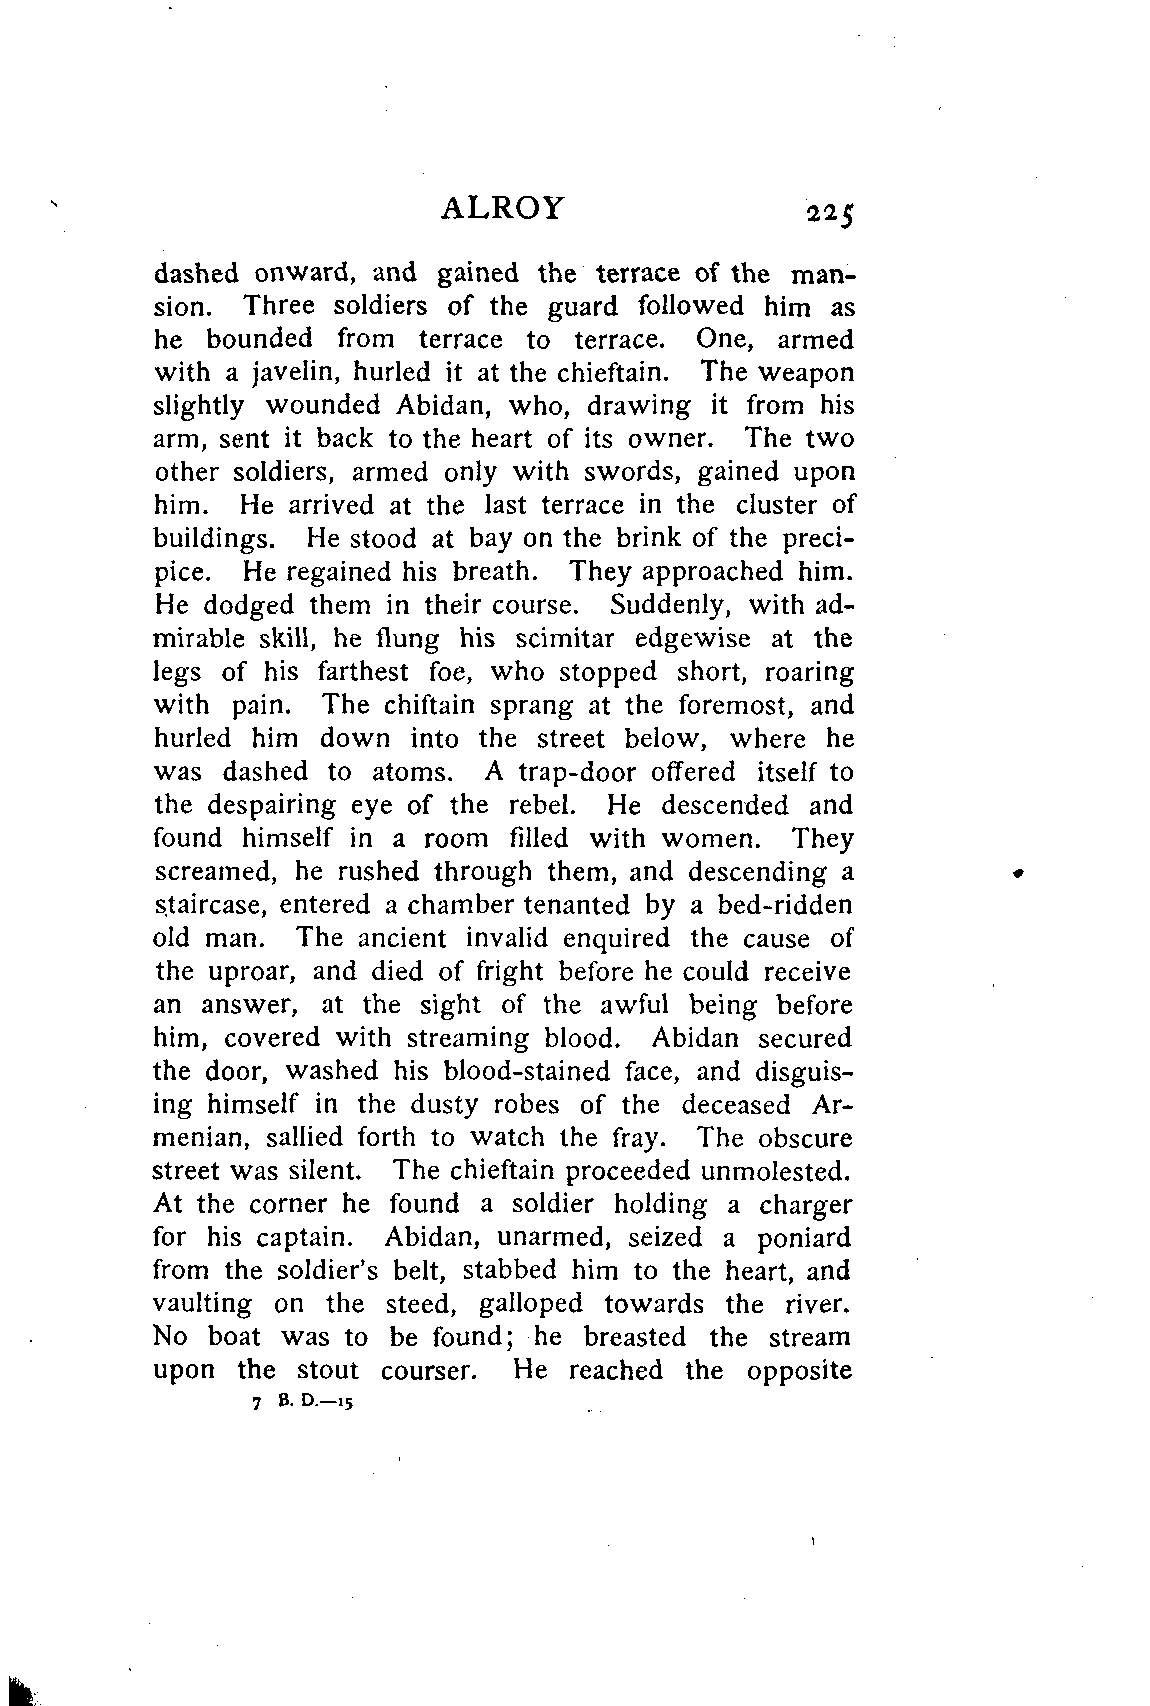 ALROY 225
dashed onward, and gained the terrace of the man-
sion. Three soldiers of the guard followed him as
he bounded from terrace to terrace. One, armed
with a javelin, hurled it at the chieftain. The weapon
slightly wounded Abidan, who, drawing it from his
arm, sent it back to the heart of its owner. The two
other soldiers, armed only with swords, gained upon
him. He arrived at the last terrace in the cluster of
buildings. He stood at bay on the brink of the preci-
pice. He regained his breath. They approached him.
He dodged them in their course. Suddenly, with ad-
mirable skill, he flung his scimitar edgewise at the
legs of his farthest foe, who stopped short, roaring
with pain. The chiftain sprang at the foremost, and
hurled him down into the street below, where he
was dashed to atoms. A trap-door offered itself to
the despairing eye of the rebel. He descended and
found himself in a room filled with women. They
screamed, he rushed through them, and descending a
staircase, entered a chamber tenanted by a bed-ridden
old man. The ancient invalid enquired the cause of
the uproar, and died of fright before he could receive
an answer, at the sight of the awful being before
him, covered with streaming blood. Abidan secured
the door, washed his blood-stained face, and disguis-
ing himself in the dusty robes of the deceased Ar-
menian, sallied forth to watch the fray. The obscure
street was silent. The chieftain proceeded unmolested.
At the corner he found a soldier holding a charger
for his captain. Abidan, unarmed, seized a poniard
from the soldier's belt, stabbed him to the heart, and
vaulting on the steed, galloped towards the river.
No boat was to be found; he breasted the stream
upon the stout courser. He reached the opposite
7 B. D.—15